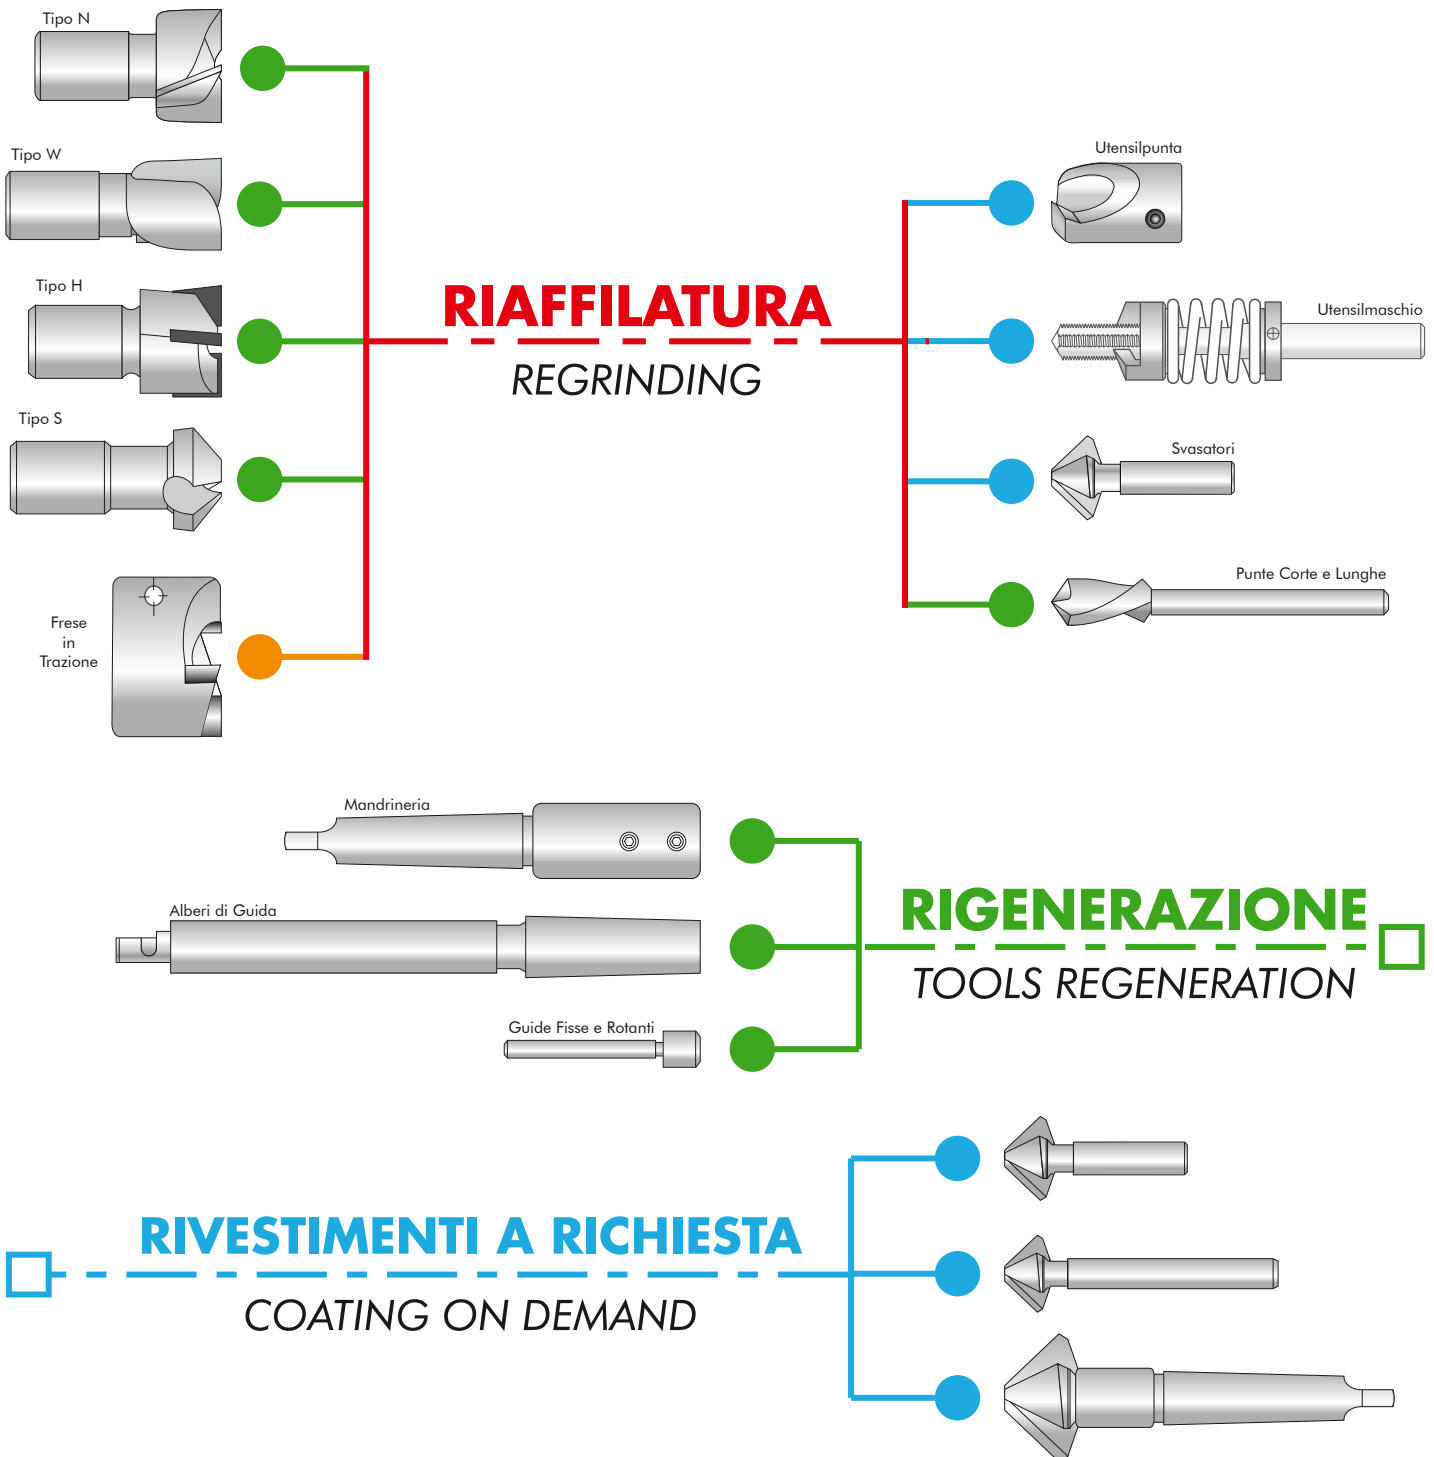 Tipo N
Tipo W
Tipo H
Tipo S
Frese
in
Trazione
RIAFFILATURA
REGRINDING
Utensilpunta
Utensilmaschio
Svasatori
Punte Corte e Lunghe
Mandrineria
Alberi di Guida
Guide Fisse e Rotanti
RIGENERAZIONE
TOOLS REGENERATION
RIVESTIMENTI A RICHIESTA
COATING ON DEMAND